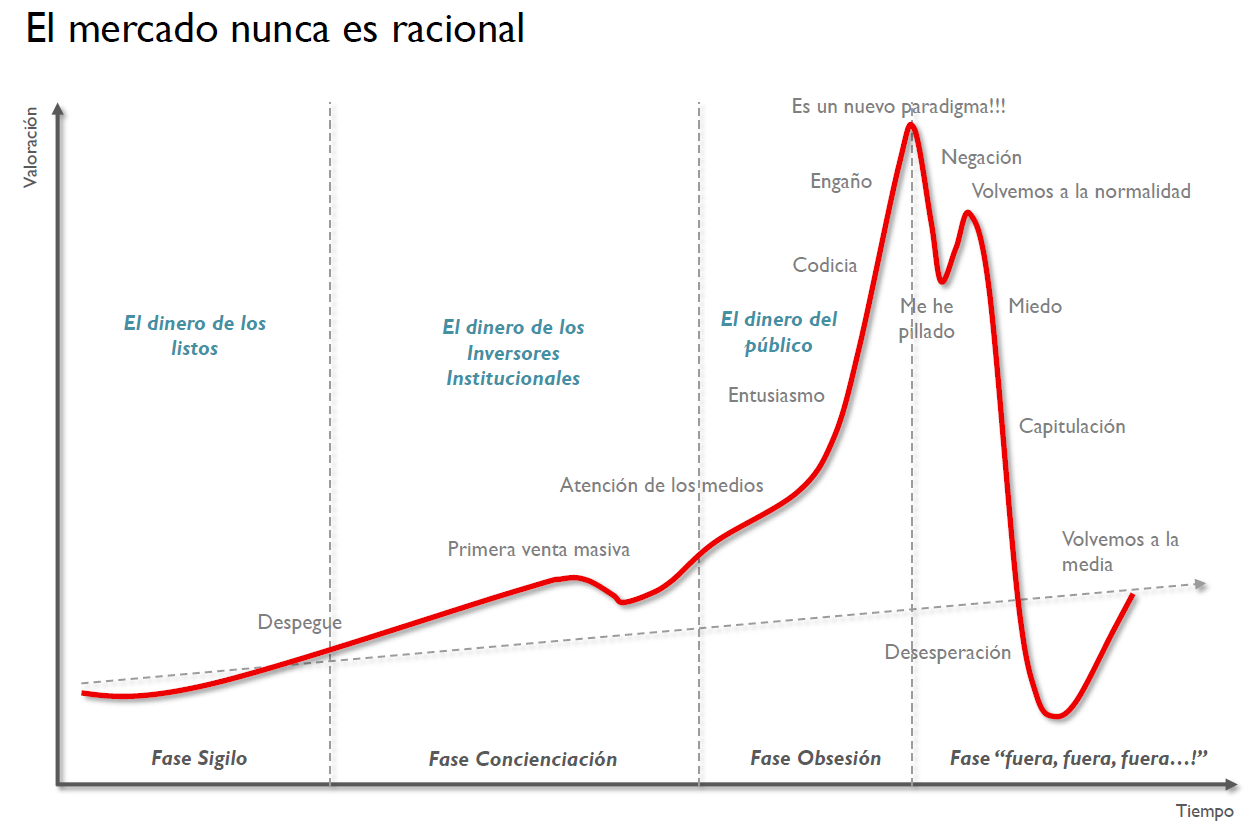 El mercado nunca es racional
Valoración
Es un nuevo paradigma!!!
Negación
Engaño
Volvemos a la normalidad
Codicia
Me he
pillado
Miedo
El dinero de los
listos
El dinero de los
Inversores
Institucionales
El dinero del
público
Entusiasmo
Capitulación
Atención de los medios
Primera venta masiva
Volvemos a la
media
Despegue
Desesperación
Fase Sigilo
Fase Concienciación
Fase Obsesión
Fase “fuera, fuera, fuera…!”
Tiempo